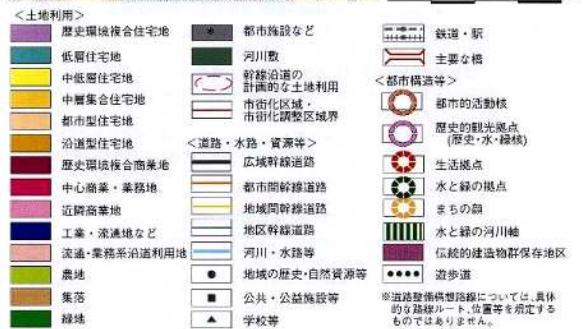 ＜土地利用＞
歴史環境複合住宅地
低層住宅地
中低層住宅地
中層集合住宅地
都市型住宅地
沿道型住宅地
歴史環境複合商業地
中心商業・業務地
近隣商業地
工業・流通地など
流通・業務系沿道利用地
農地
集落
緑地
都市施設など
河川敷
幹線沿道の
計画的な土地利用
市街化区域・
市街化調整区域界
＜道路・水路・資源等＞
広域幹線道路
都市間幹線道路
地域間幹線道路
地区幹線道路
河川・水路等
地域の歴史・自然資源等
公共・公益施設等
学校等
鉄道・駅
主要な橋
＜都市構造等＞
都市的活動核
歴史的観光拠点
(歴史・水・緑核)
生活拠点
水と緑の拠点
まちの顔
水と緑の河川軸
伝統的建造物群保存地区
遊歩道
※道路整備構想路線については、具体
的な路線ルート、位置等を規定する
ものではありません。